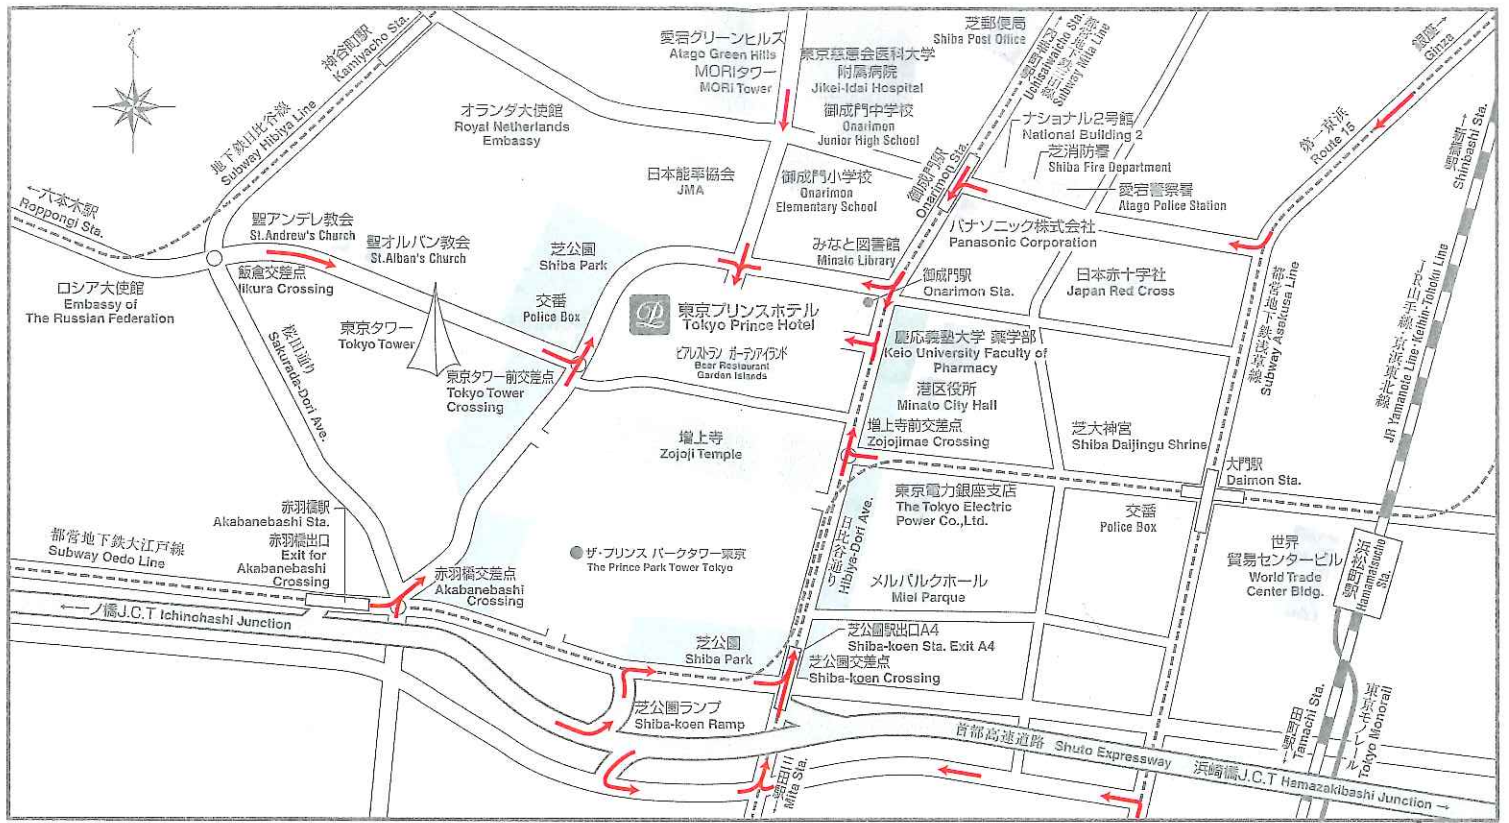 神谷町駅
Kamiyacho Sta.
地下鉄日比谷線
Subway Hibiya Line
←六本木駅
Roppongi Sta.
ロシア大使館
Embassy of
The Russian Federation
聖アンデレ教会
St.Andrew's Church
聖オルバン教会
St.Alban's Church
飯倉交差点
Iikura Crossing
桜田通り
Sakurada-Dori Ave.
東京タワー
Tokyo Tower
オランダ大使館
Royal Netherlands
Embassy
愛宕グリーンヒルズ
Atago Green Hills
MORIタワー
MORI Tower
東京慈恵会医科大学
附属病院
Jikei-Idai Hospital
御成門中学校
Onarimon
Junior High School
日本能率協会
JMA
御成門小学校
Onarimon
Elementary School
みなと図書館
Minato Library
芝公園
Shiba Park
交番
Police Box
東京プリンスホテル
Tokyo Prince Hotel
ビアレストラン ガーデンアイランド
Beer Restaurant
Garden Islands
東京タワー前交差点
Tokyo Tower
Crossing
増上寺
Zojoji Temple
芝郵便局
Shiba Post Office
Uchisaiwaicho Sta.
Subway Mita Line
御成門駅
Onarimon Sta.
ナショナル2号館
National Building 2
芝消防署
Shiba Fire Department
愛宕警察署
Atago Police Station
パナソニック株式会社
Panasonic Corporation
御成門駅
Onarimon Sta.
日本赤十字社
Japan Red Cross
慶応義塾大学 薬学部
Keio University Faculty of
Pharmacy
港区役所
Minato City Hall
増上寺前交差点
Zojojimae Crossing
芝大神宮
Shiba Daijingu Shrine
銀座
Ginza
第一京浜
Route 15
新橋駅→
Shinbashi Sta.
都営地下鉄浅草線
Subway Asakusa Line
JR山手線・京浜東北線
JR Yamanote Line・Keihin-Tohoku Line
大門駅
Daimon Sta.
東京電力銀座支店
The Tokyo Electric
Power Co.,Ltd.
交番
Police Box
世界
貿易センタービル
World Trade
Center Bldg.
浜松町駅
Hamamatsucho
Sta.
日比谷通り
Hibiya-Dori Ave.
メルパルクホール
Miel Parque
赤羽橋駅
Akabanebashi Sta.
赤羽橋出口
Exit for
Akabanebashi
Crossing
都営地下鉄大江戸線
Subway Oedo Line
赤羽橋交差点
Akabanebashi
Crossing
←一ノ橋J.C.T Ichinohashi Junction
ザ・プリンス パークタワー東京
The Prince Park Tower Tokyo
芝公園
Shiba Park
芝公園駅出口A4
Shiba-koen Sta. Exit A4
芝公園交差点
Shiba-koen Crossing
芝公園ランプ
Shiba-koen Ramp
←三田駅
Mita Sta.
首都高速道路 Shuto Expressway
浜崎橋J.C.T Hamazakibashi Junction→
←田町駅
Tamachi Sta.
東京モノレール
Tokyo Monorail